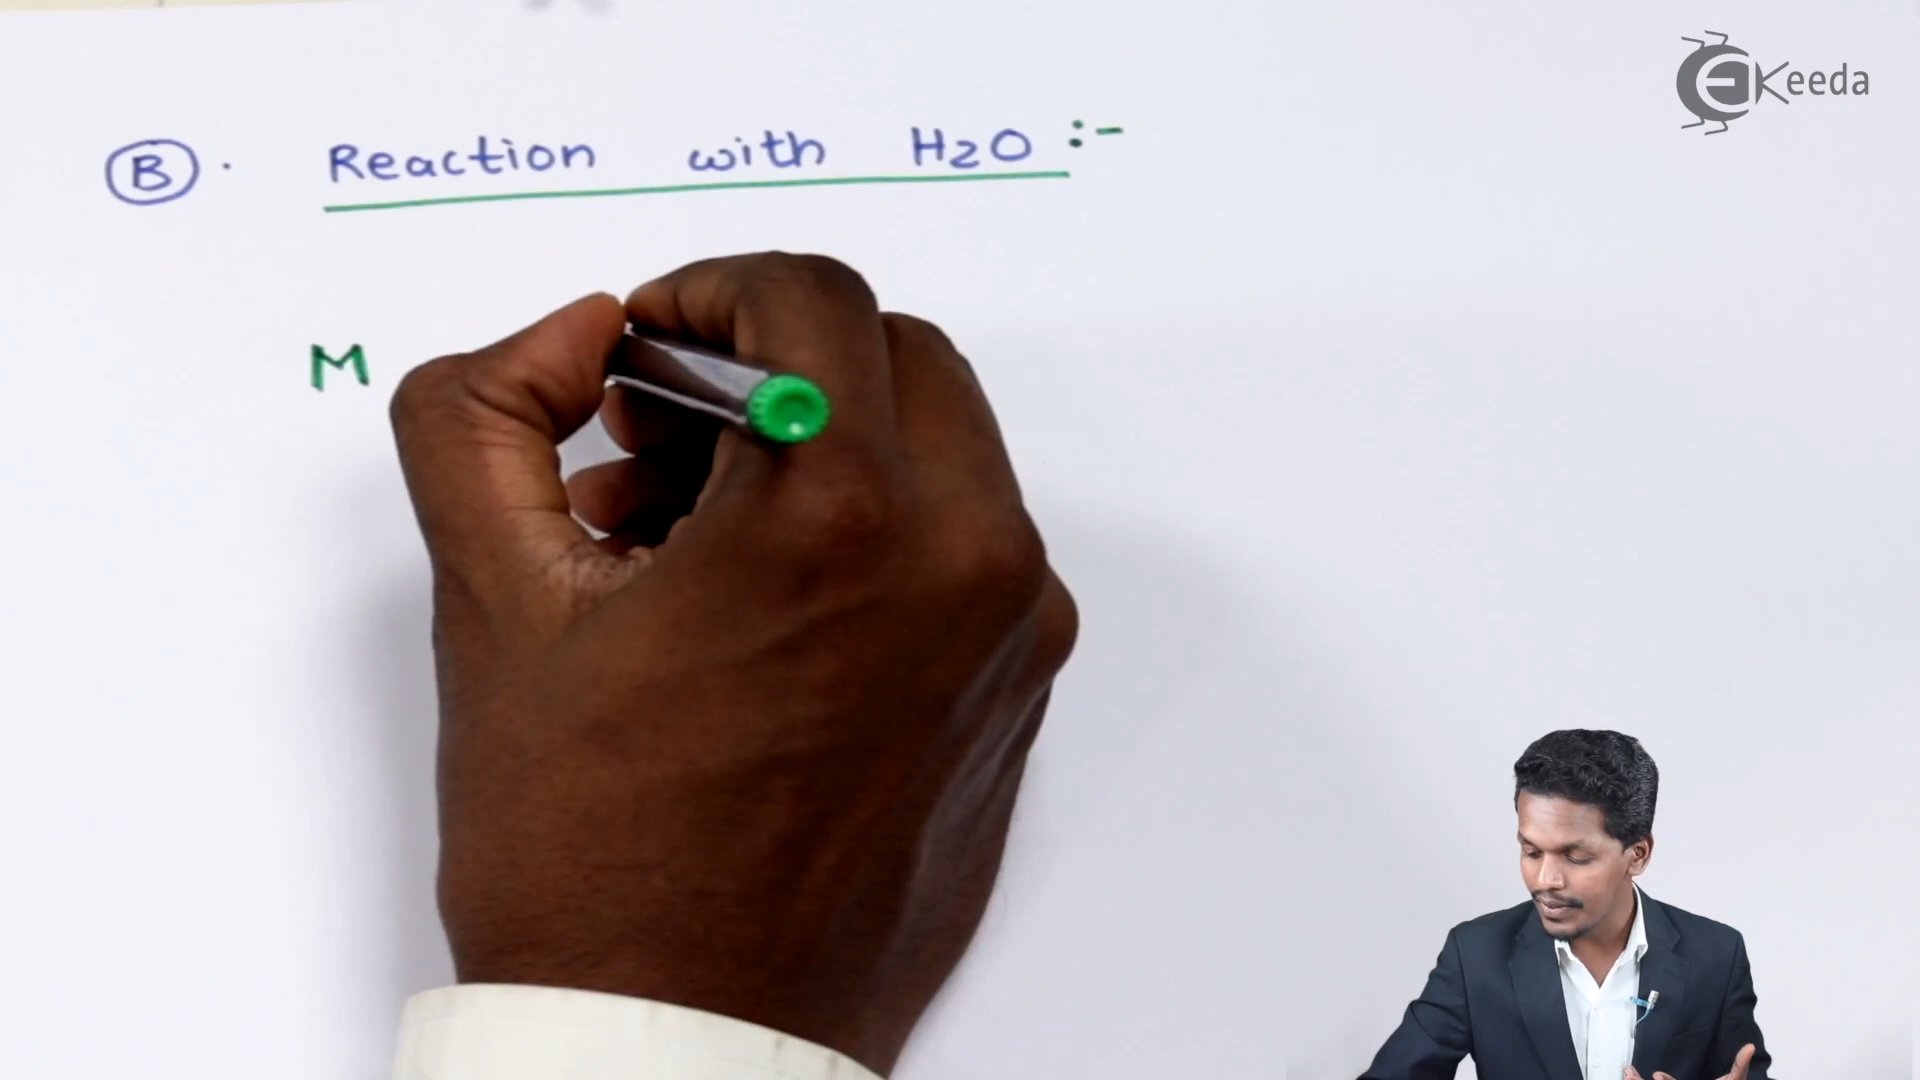 EKeeda
B. Reaction with H2O :-
M